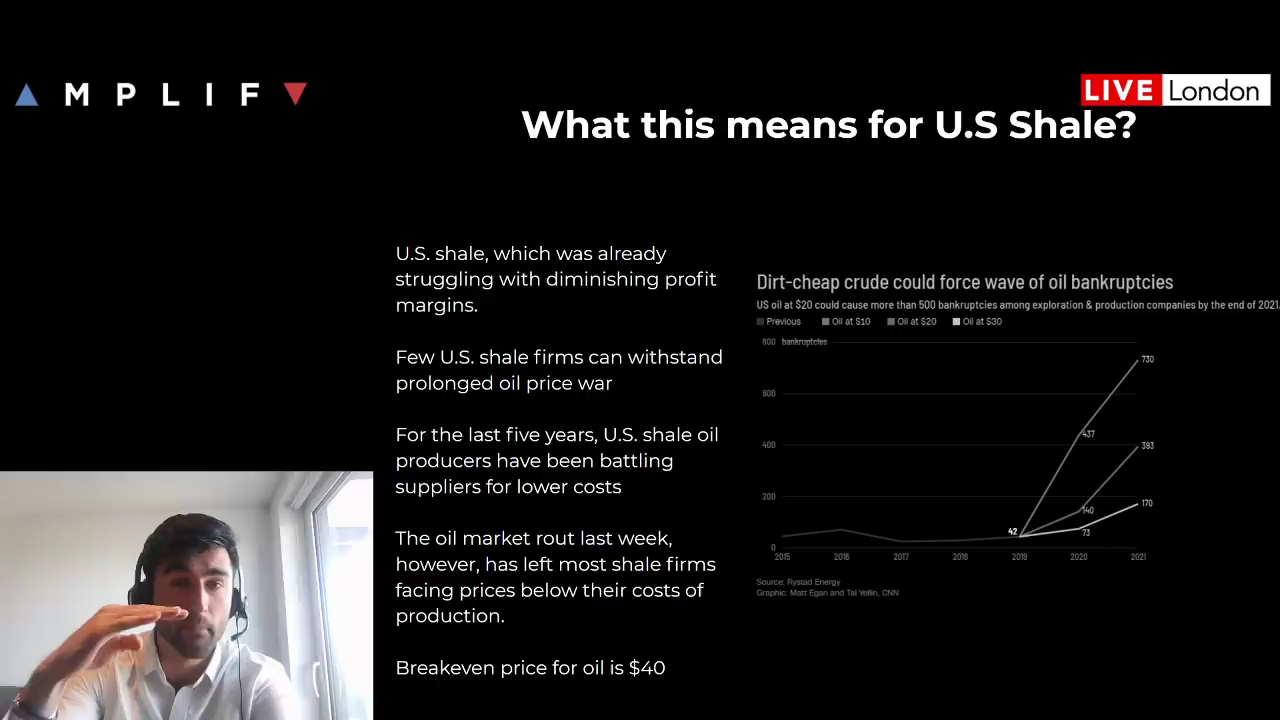 AMPLIFY
LIVE London
What this means for U.S Shale?
U.S. shale, which was already
struggling with diminishing profit
margins.
Few U.S. shale firms can withstand
prolonged oil price war
For the last five years, U.S. shale oil
producers have been battling
suppliers for lower costs
The oil market rout last week,
however, has left most shale firms
facing prices below their costs of
production.
Breakeven price for oil is $40
Dirt-cheap crude could force wave of oil bankruptcies
US oil at $20 could cause more than 500 bankruptcies among exploration & production companies by the end of 2021.
Previous Oil at $10 Oil at $20 Oil at $30
800 bankruptcies
730
600
437
400
393
200
170
140
73
42
0
2015 2016 2017 2018 2019 2020 2021
Source: Rystad Energy
Graphic: Matt Egan and Tal Yellin, CNN